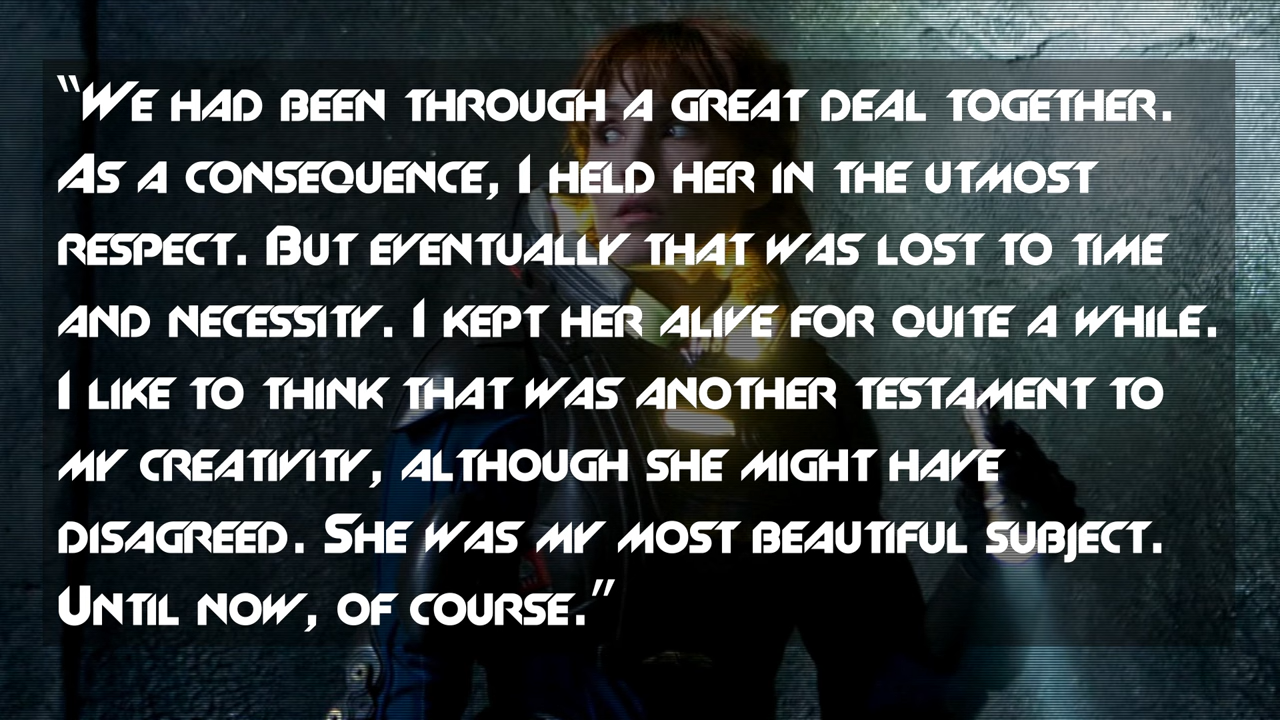 “We had been through a great deal together.
As a consequence, I held her in the utmost
respect. But eventually that was lost to time
and necessity. I kept her alive for quite a while.
I like to think that was another testament to
my creativity, although she might have
disagreed. She was my most beautiful subject.
Until now, of course.”